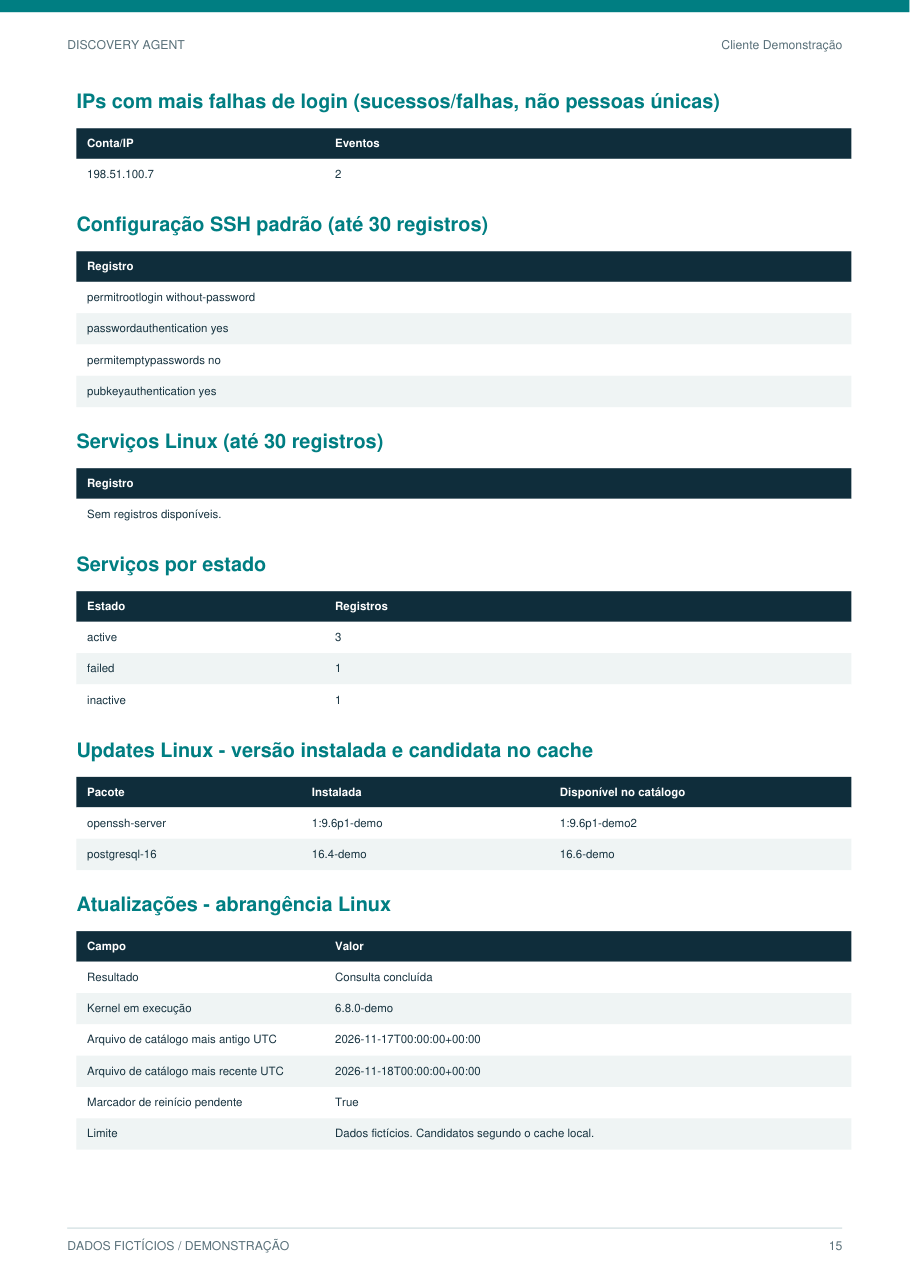 DISCOVERY AGENT Cliente Demonstração
IPs com mais falhas de login (sucessos/falhas, não pessoas únicas)
Conta/IP Eventos
198.51.100.7 2
Configuração SSH padrão (até 30 registros)
Registro
permitrootlogin without-password
passwordauthentication yes
permitemptypasswords no
pubkeyauthentication yes
Serviços Linux (até 30 registros)
Registro
Sem registros disponíveis.
Serviços por estado
Estado Registros
active 3
failed 1
inactive 1
Updates Linux - versão instalada e candidata no cache
Pacote Instalada Disponível no catálogo
openssh-server 1:9.6p1-demo 1:9.6p1-demo2
postgresql-16 16.4-demo 16.6-demo
Atualizações - abrangência Linux
Campo Valor
Resultado Consulta concluída
Kernel em execução 6.8.0-demo
Arquivo de catálogo mais antigo UTC 2026-11-17T00:00:00+00:00
Arquivo de catálogo mais recente UTC 2026-11-18T00:00:00+00:00
Marcador de reinício pendente True
Limite Dados fictícios. Candidatos segundo o cache local.
DADOS FICTÍCIOS / DEMONSTRAÇÃO 15